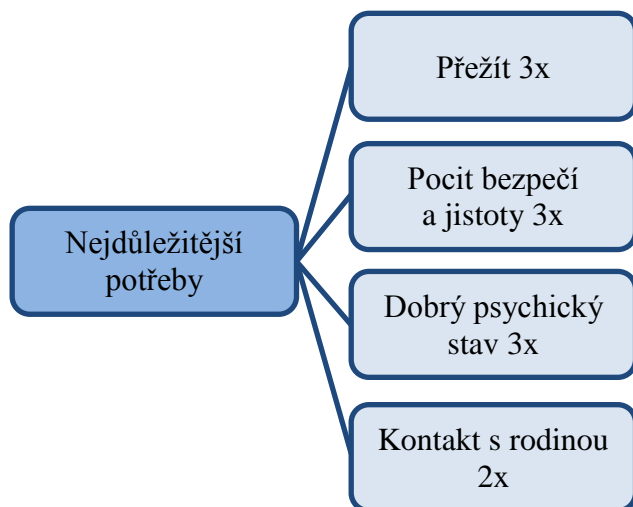 Přežít 3x
Pocit bezpečí
a jistoty 3x
Nejdůležitější
potřeby
Dobrý psychický
stav 3x
Kontakt s rodinou
2x